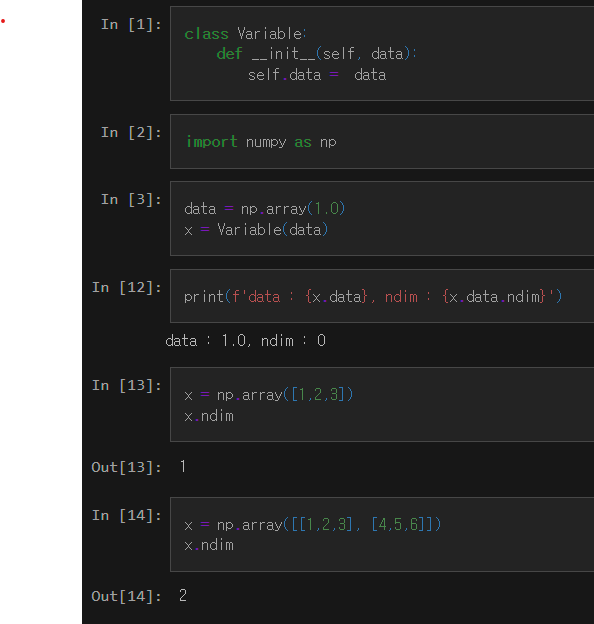 In [1]:
class Variable:
    def __init__(self, data):
        self.data =  data
In [2]:
import numpy as np
In [3]:
data = np.array(1.0)
x = Variable(data)
In [12]:
print(f'data : {x.data}, ndim : {x.data.ndim}')
data : 1.0, ndim : 0
In [13]:
x = np.array([1,2,3])
x.ndim
Out[13]: 1
In [14]:
x = np.array([[1,2,3], [4,5,6]])
x.ndim
Out[14]: 2